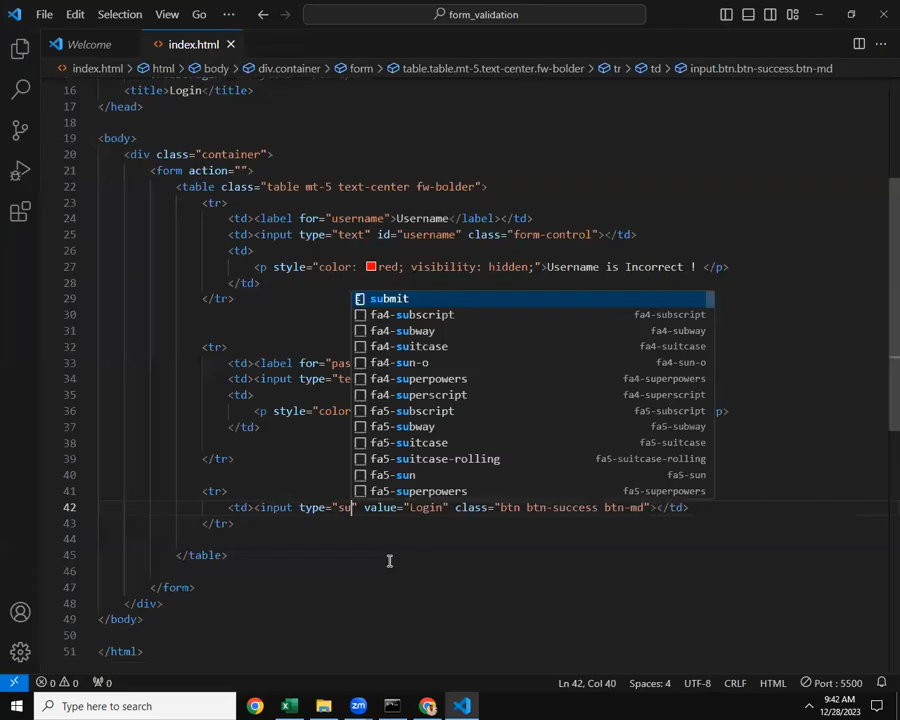 File Edit Selection View Go ··· form_validation
Welcome index.html
index.html > html > body > div.container > form > table.table.mt-5.text-center.fw-bolder > tr > td > input.btn.btn-success.btn-md
16 <title>Login</title>
17 </head>
18
19 <body>
20 <div class="container">
21 <form action="">
22 <table class="table mt-5 text-center fw-bolder">
23 <tr>
24 <td><label for="username">Username</label></td>
25 <td><input type="text" id="username" class="form-control"></td>
26 <td>
27 <p style="color: red; visibility: hidden;">Username is Incorrect ! </p>
28 </td>
29 </tr>
submit
30 fa4-subscript fa4-subscript
31 fa4-subway fa4-subway
32 <tr> fa4-suitcase fa4-suitcase
33 <td><label for="pas fa4-sun-o fa4-sun-o
34 <td><input type="te fa4-superpowers fa4-superpowers
35 <td> fa4-superscript fa4-superscript
36 <p style="color fa5-subscript fa5-subscript p>
37 </td> fa5-subway fa5-subway
38 fa5-suitcase fa5-suitcase
39 </tr> fa5-suitcase-rolling fa5-suitcase-rolling
40 fa5-sun fa5-sun
41 <tr> fa5-superpowers fa5-superpowers
42 <td><input type="su" value="Login" class="btn btn-success btn-md"></td>
43 </tr>
44
45 </table>
46
47 </form>
48 </div>
49 </body>
50
51 </html>
0 0 0 Ln 42, Col 40 Spaces: 4 UTF-8 CRLF HTML Port : 5500
Type here to search 9:42 AM
12/28/2023